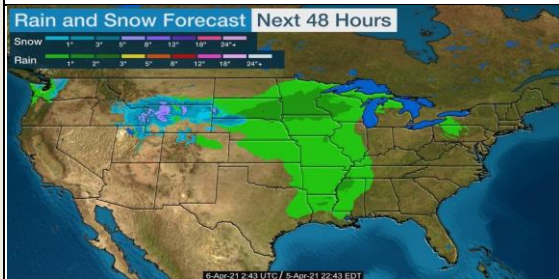 Rain and Snow Forecast Next 48 Hours
Snow
1" 3" 5" 8" 12" 18" 24"+
Rain
1" 2" 3" 5" 8" 12" 18" 24"+
6-Apr-21 2:43 UTC / 5-Apr-21 22:43 EDT